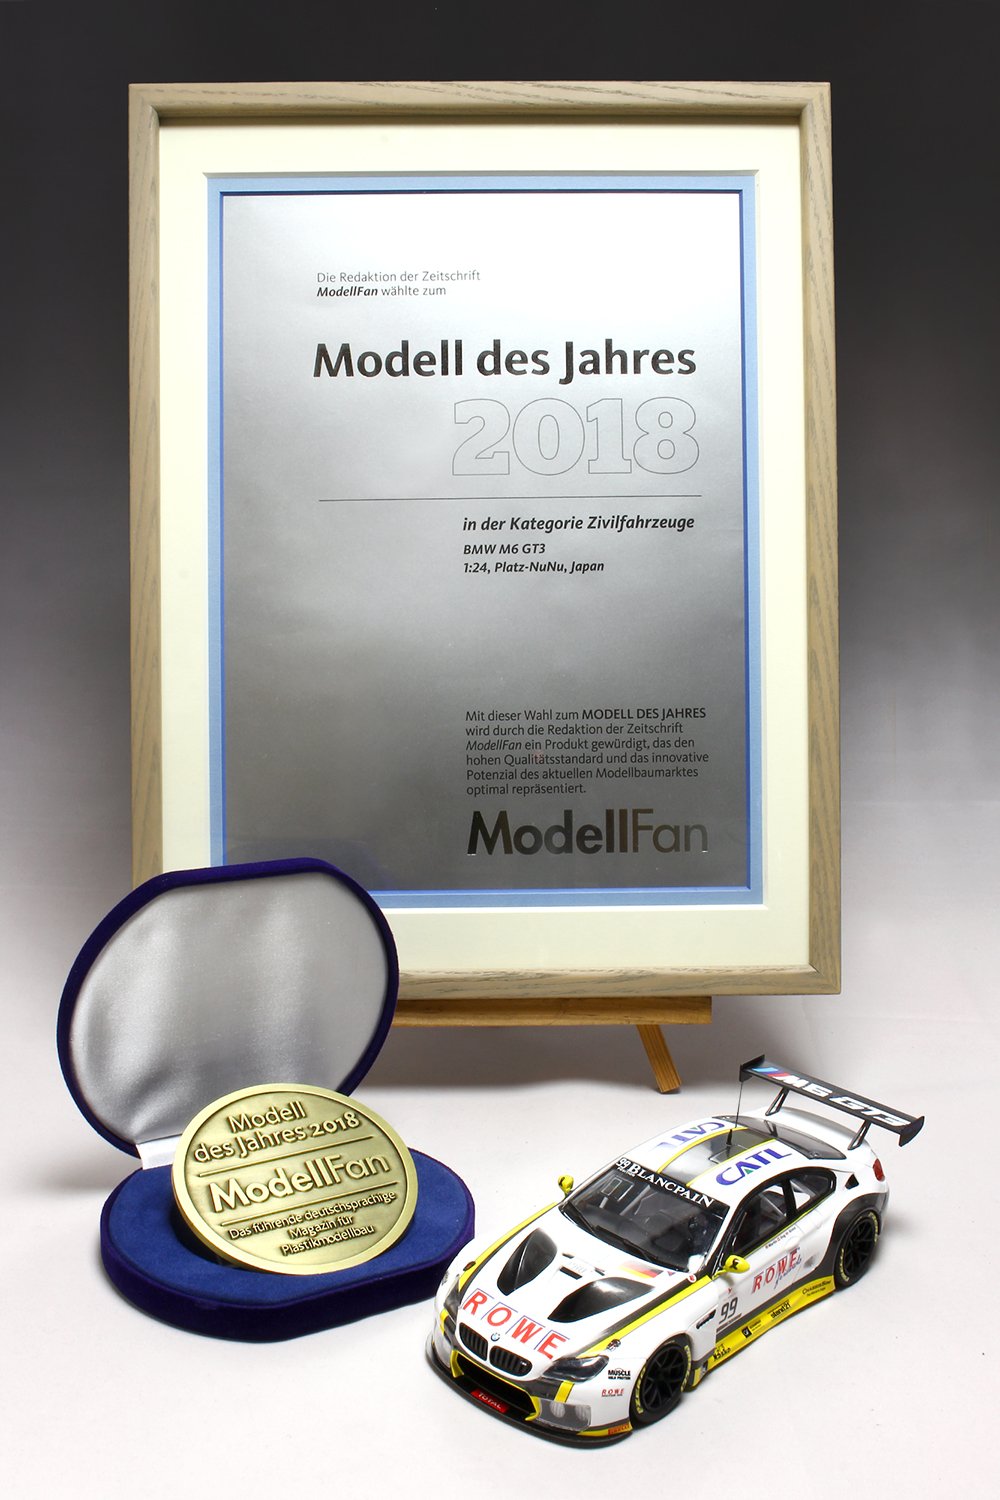 Die Redaktion der Zeitschrift
ModellFan wählte zum
Modell des Jahres
2018
in der Kategorie Zivilfahrzeuge
BMW M6 GT3
1:24, Platz-NuNu, Japan
Mit dieser Wahl zum MODELL DES JAHRES
wird durch die Redaktion der Zeitschrift
ModellFan ein Produkt gewürdigt, das den
hohen Qualitätsstandard und das innovative
Potenzial des aktuellen Modellbaumarktes
optimal repräsentiert.
ModellFan
Modell
des Jahres 2018
ModellFan
Das führende deutschsprachige
Magazin für
Plastikmodellbau
M6 GT3
CATL
CATL
99 BLANCPAIN
ROWE
ROWE
99
MUSCLE
ROWE
TOTAL